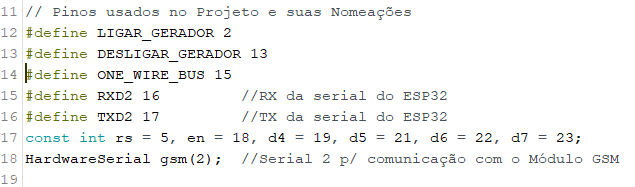 11 // Pinos usados no Projeto e suas Nomeações
12 #define LIGAR_GERADOR 2
13 #define DESLIGAR_GERADOR 13
14 #define ONE_WIRE_BUS 15
15 #define RXD2 16          //RX da serial do ESP32
16 #define TXD2 17          //TX da serial do ESP32
17 const int rs = 5, en = 18, d4 = 19, d5 = 21, d6 = 22, d7 = 23;
18 HardwareSerial gsm(2);  //Serial 2 p/ comunicação com o Módulo GSM
19